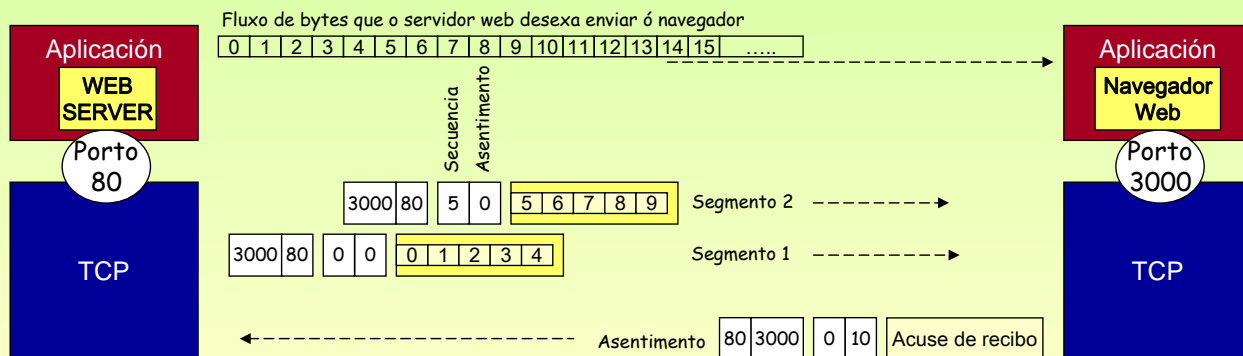 Fluxo de bytes que o servidor web desexa enviar ó navegador
0 1 2 3 4 5 6 7 8 9 10 11 12 13 14 15 .....
Aplicación
WEB
SERVER
Porto
80
TCP
Secuencia
Asentimento
3000 80 5 0 5 6 7 8 9 Segmento 2
3000 80 0 0 0 1 2 3 4 Segmento 1
Asentimento 80 3000 0 10 Acuse de recibo
Aplicación
Navegador
Web
Porto
3000
TCP